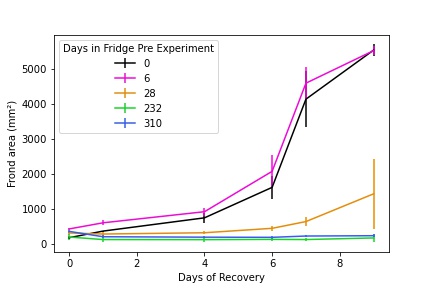 Days in Fridge Pre Experiment
0
6
28
232
310
Frond area (mm²)
5000
4000
3000
2000
1000
0
0 2 4 6 8
Days of Recovery